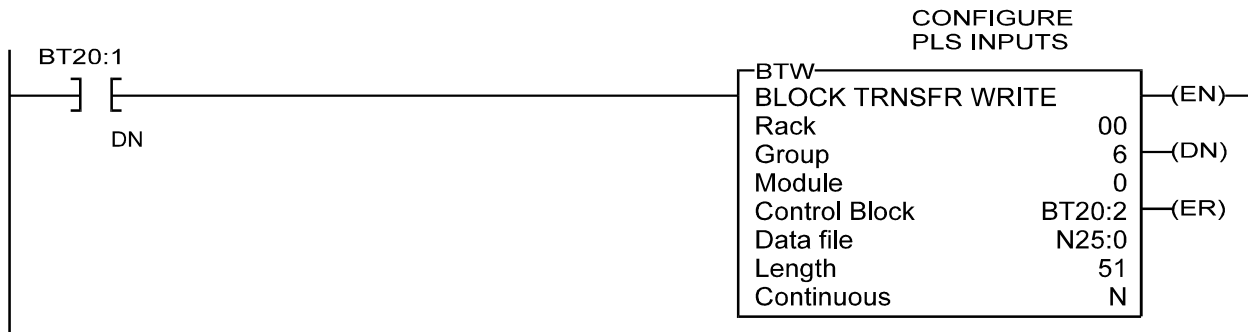 CONFIGURE
PLS INPUTS
BT20:1
DN
BTW
BLOCK TRNSFR WRITE (EN)
Rack 00
Group 6 (DN)
Module 0
Control Block BT20:2 (ER)
Data file N25:0
Length 51
Continuous N